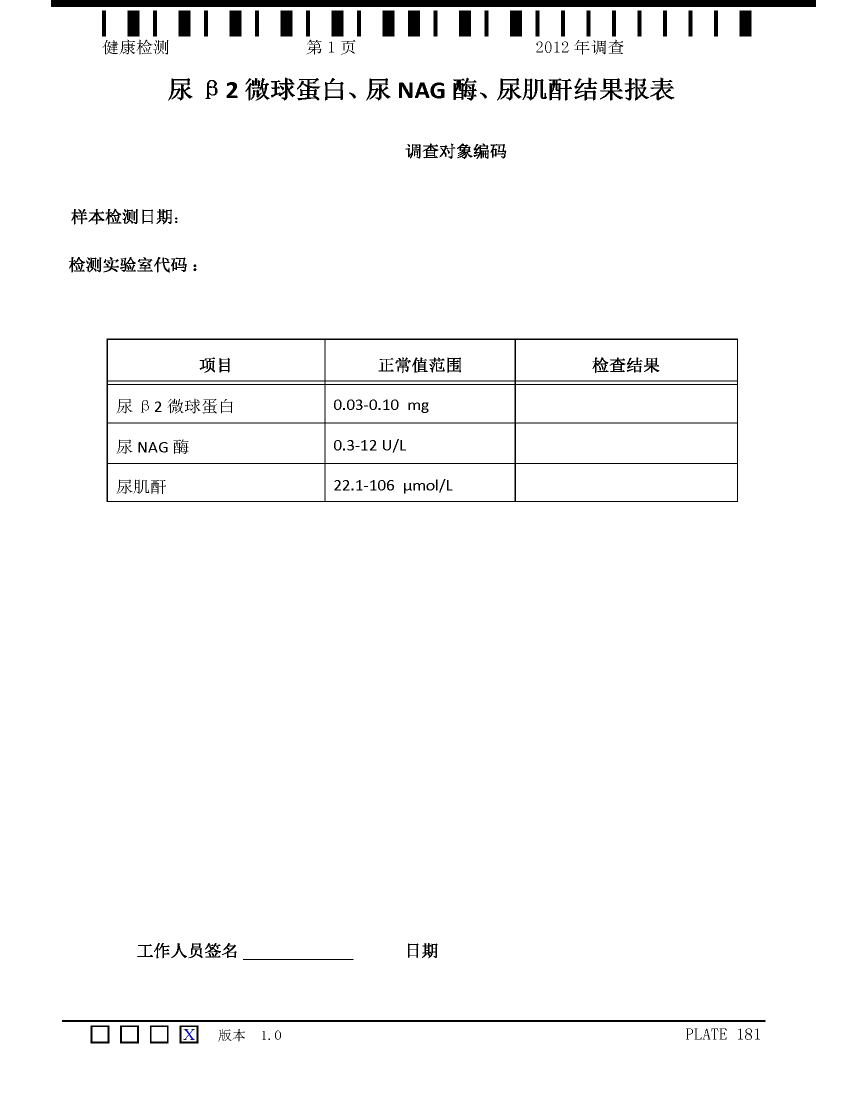 健康检测 第 1 页 2012 年调查
尿 β2 微球蛋白、尿 NAG 酶、尿肌酐结果报表
调查对象编码
样本检测日期:
检测实验室代码：
项目 正常值范围 检查结果
尿 β2 微球蛋白 0.03-0.10 mg
尿 NAG 酶 0.3-12 U/L
尿肌酐 22.1-106 μmol/L
工作人员签名 ____________ 日期
X 版本 1.0 PLATE 181